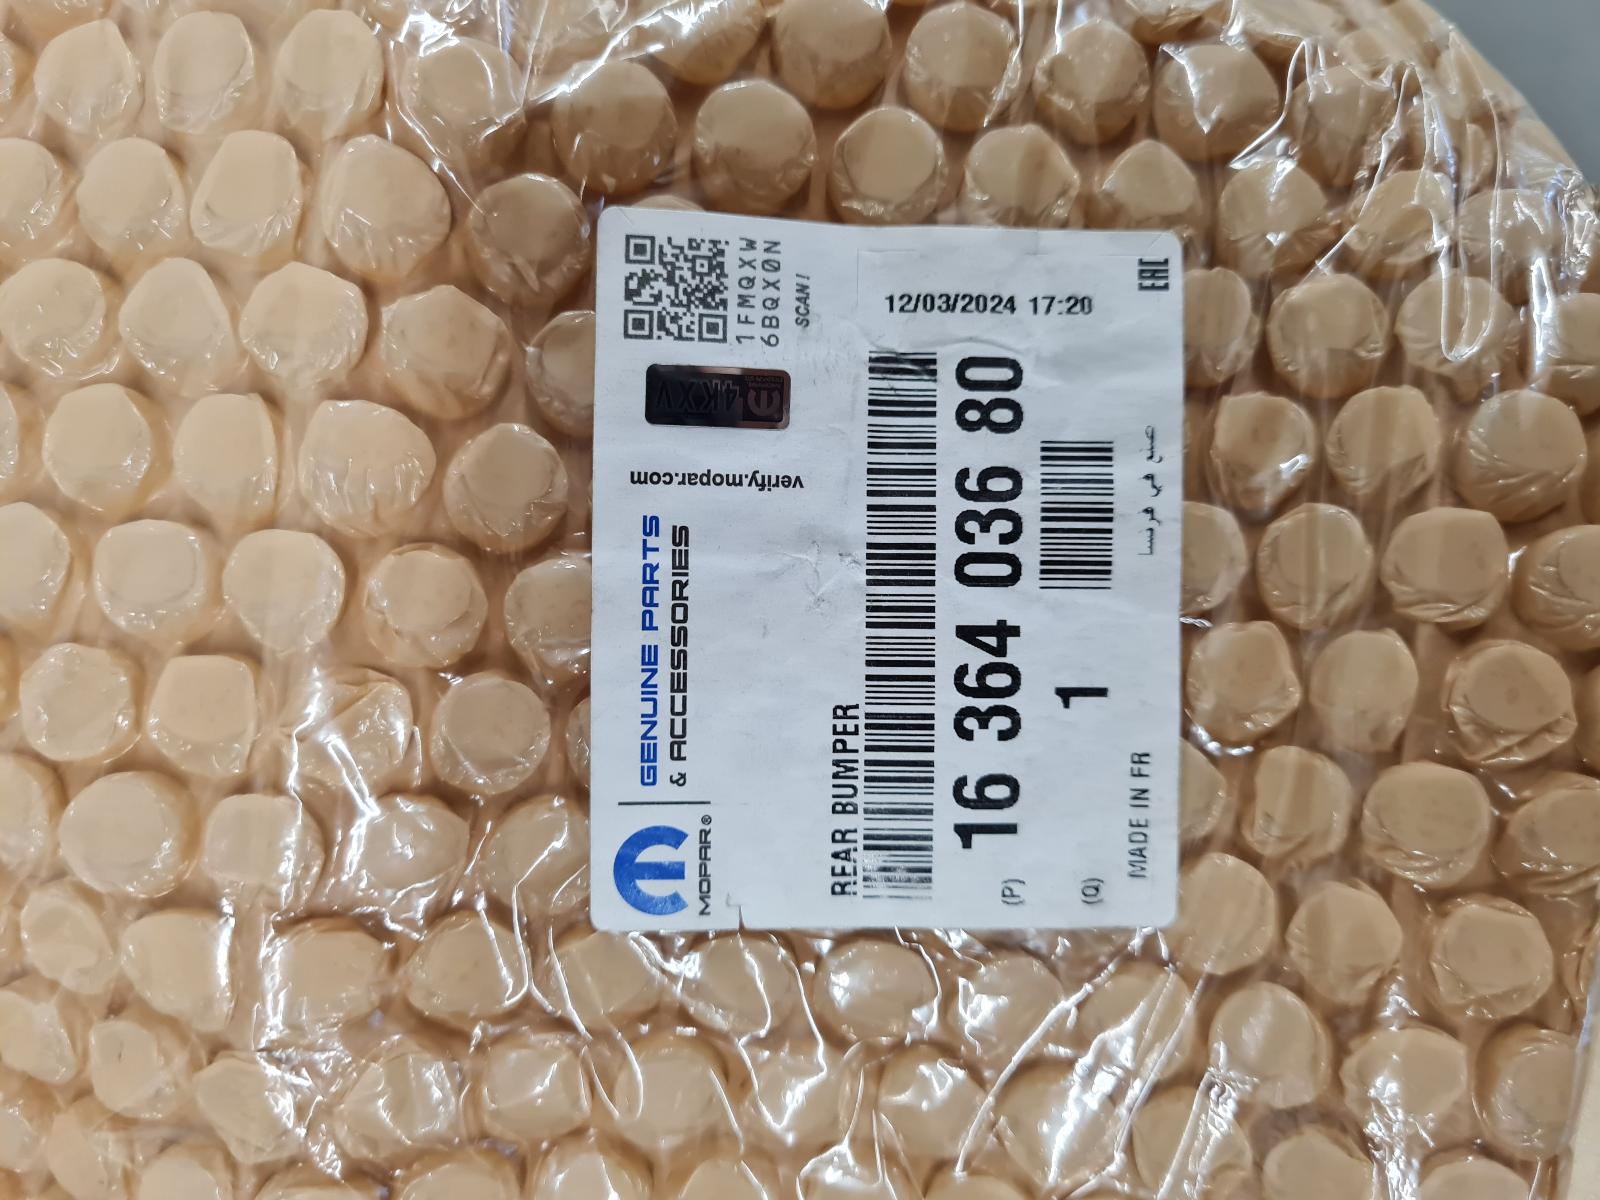 MOPAR®
GENUINE PARTS
& ACCESSORIES
verify.mopar.com
4KXV
1FMQXXW
6BQX0N
SCAN!
REAR BUMPER
12/03/2024 17:20
(P)
16 364 036 80
(Q)
1
MADE IN FR
صنع في فرنسا
EAC